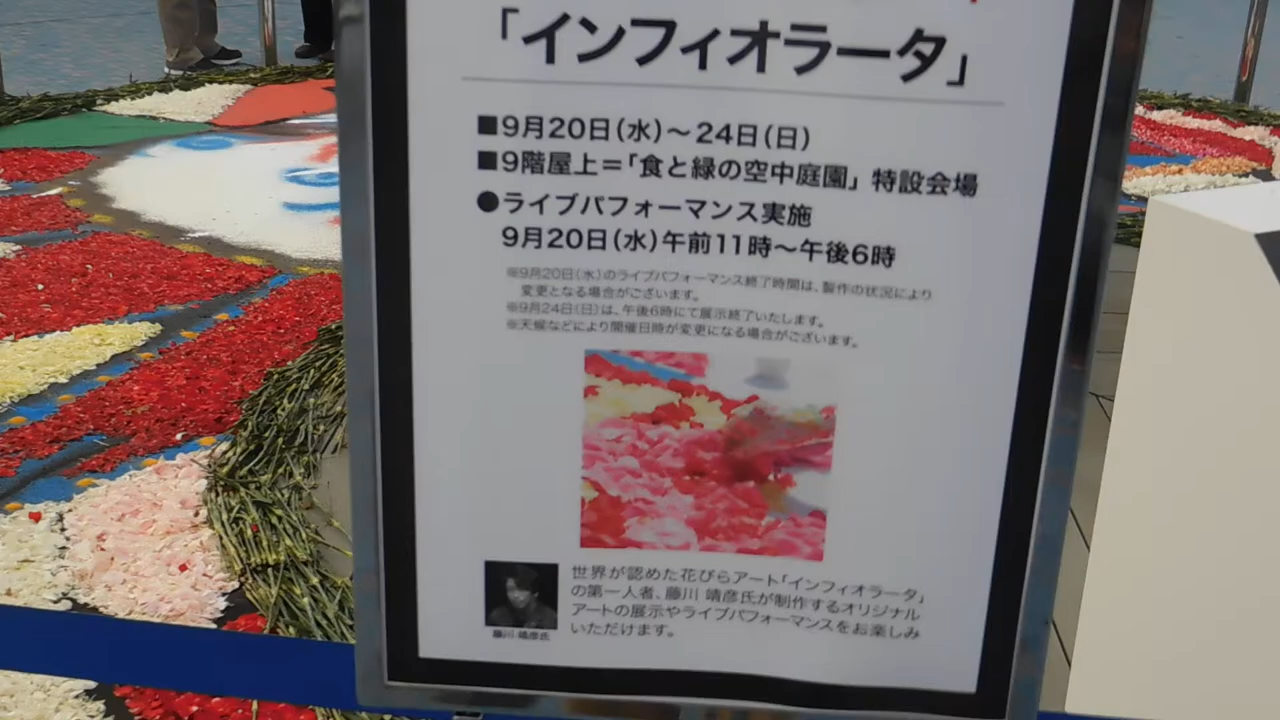 「インフィオラータ」
■9月20日(水)～24日(日)
■9階屋上=「食と緑の空中庭園」特設会場
●ライブパフォーマンス実施
9月20日(水)午前11時～午後6時
※9月20日(水)のライブパフォーマンス終了時間は、製作の状況により
変更となる場合がございます。
※9月24日(日)は、午後6時にて展示終了いたします。
※天候などにより開催日時が変更になる場合がございます。
世界が認めた花びらアート「インフィオラータ」
の第一人者、藤川 靖彦氏が制作するオリジナル
アートの展示やライブパフォーマンスをお楽しみ
いただけます。
藤川 靖彦氏